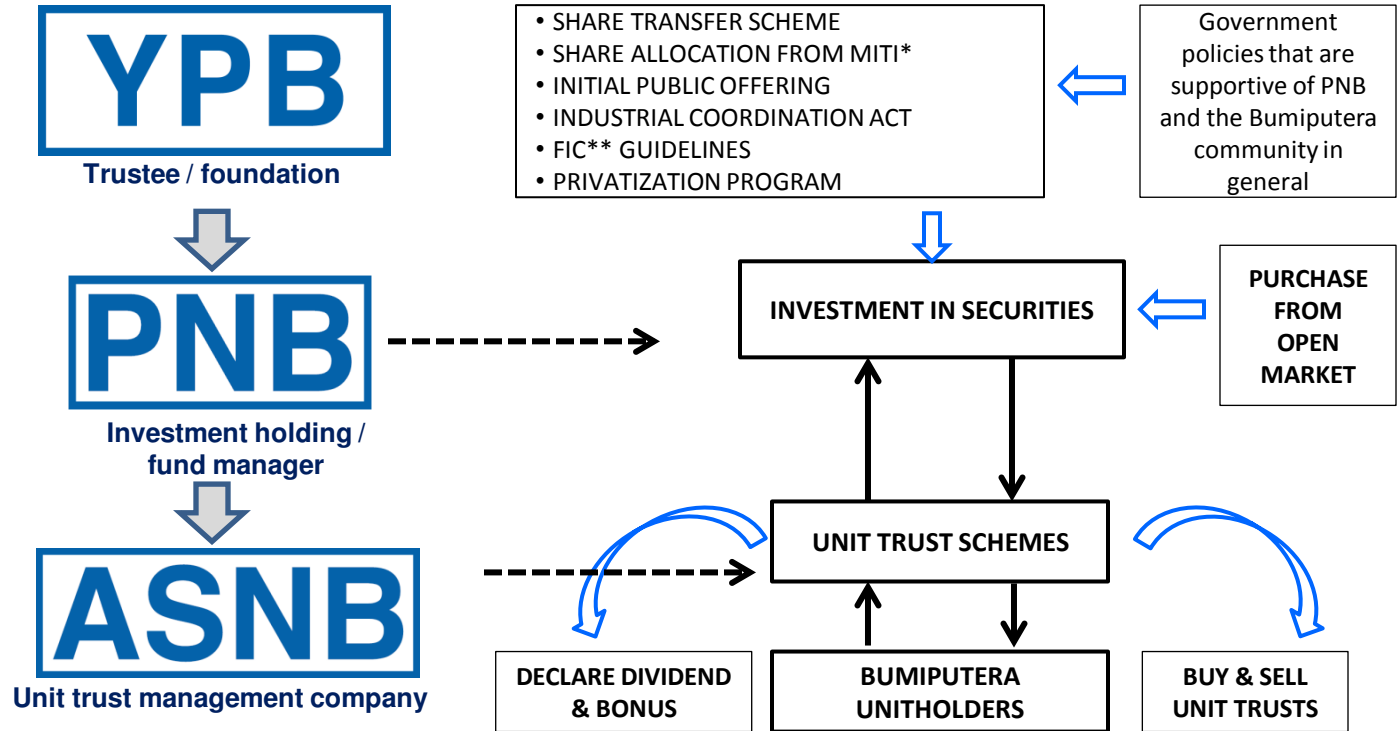 YPB
Trustee / foundation
PNB
Investment holding /
fund manager
ASNB
Unit trust management company
• SHARE TRANSFER SCHEME
• SHARE ALLOCATION FROM MITI*
• INITIAL PUBLIC OFFERING
• INDUSTRIAL COORDINATION ACT
• FIC** GUIDELINES
• PRIVATIZATION PROGRAM
Government
policies that are
supportive of PNB
and the Bumiputera
community in
general
INVESTMENT IN SECURITIES
PURCHASE
FROM
OPEN
MARKET
UNIT TRUST SCHEMES
DECLARE DIVIDEND
& BONUS
BUMIPUTERA
UNITHOLDERS
BUY & SELL
UNIT TRUSTS